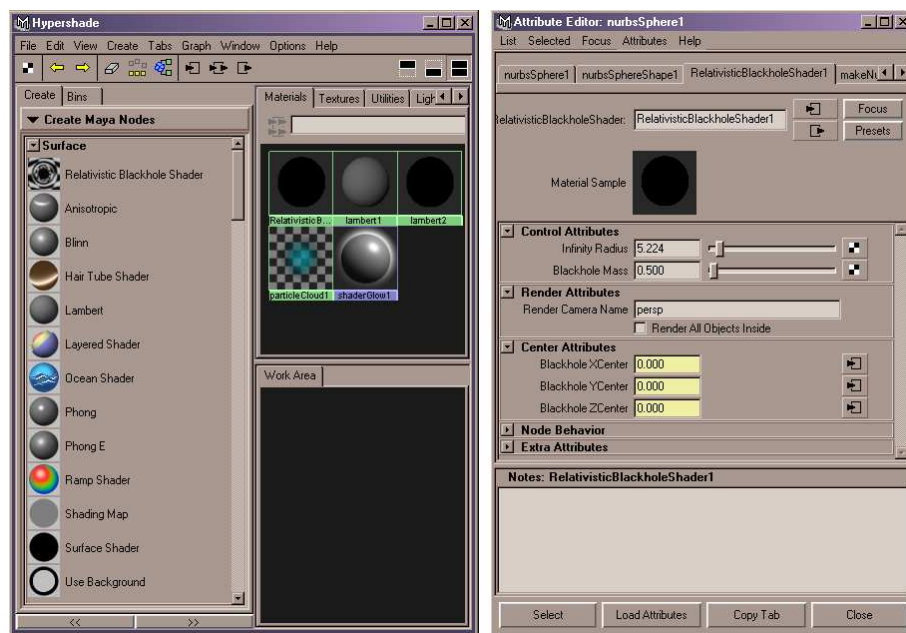 Hypershade
File Edit View Create Tabs Graph Window Options Help
Create Bins
Create Maya Nodes
Surface
Relativistic Blackhole Shader
Anisotropic
Blinn
Hair Tube Shader
Lambert
Layered Shader
Ocean Shader
Phong
Phong E
Ramp Shader
Shading Map
Surface Shader
Use Background
<< >>
Materials Textures Utilities Ligh
RelativisticB... lambert1 lambert2
particleCloud1 shaderGlow1
Work Area
Attribute Editor: nurbsSphere1
List Selected Focus Attributes Help
nurbsSphere1 nurbsSphereShape1 RelativisticBlackholeShader1 makeNu
RelativisticBlackholeShader: RelativisticBlackholeShader1 Focus
Presets
Material Sample
Control Attributes
Infinity Radius 5.224
Blackhole Mass 0.500
Render Attributes
Render Camera Name persp
Render All Objects Inside
Center Attributes
Blackhole XCenter 0.000
Blackhole YCenter 0.000
Blackhole ZCenter 0.000
Node Behavior
Extra Attributes
Notes: RelativisticBlackholeShader1
Select Load Attributes Copy Tab Close